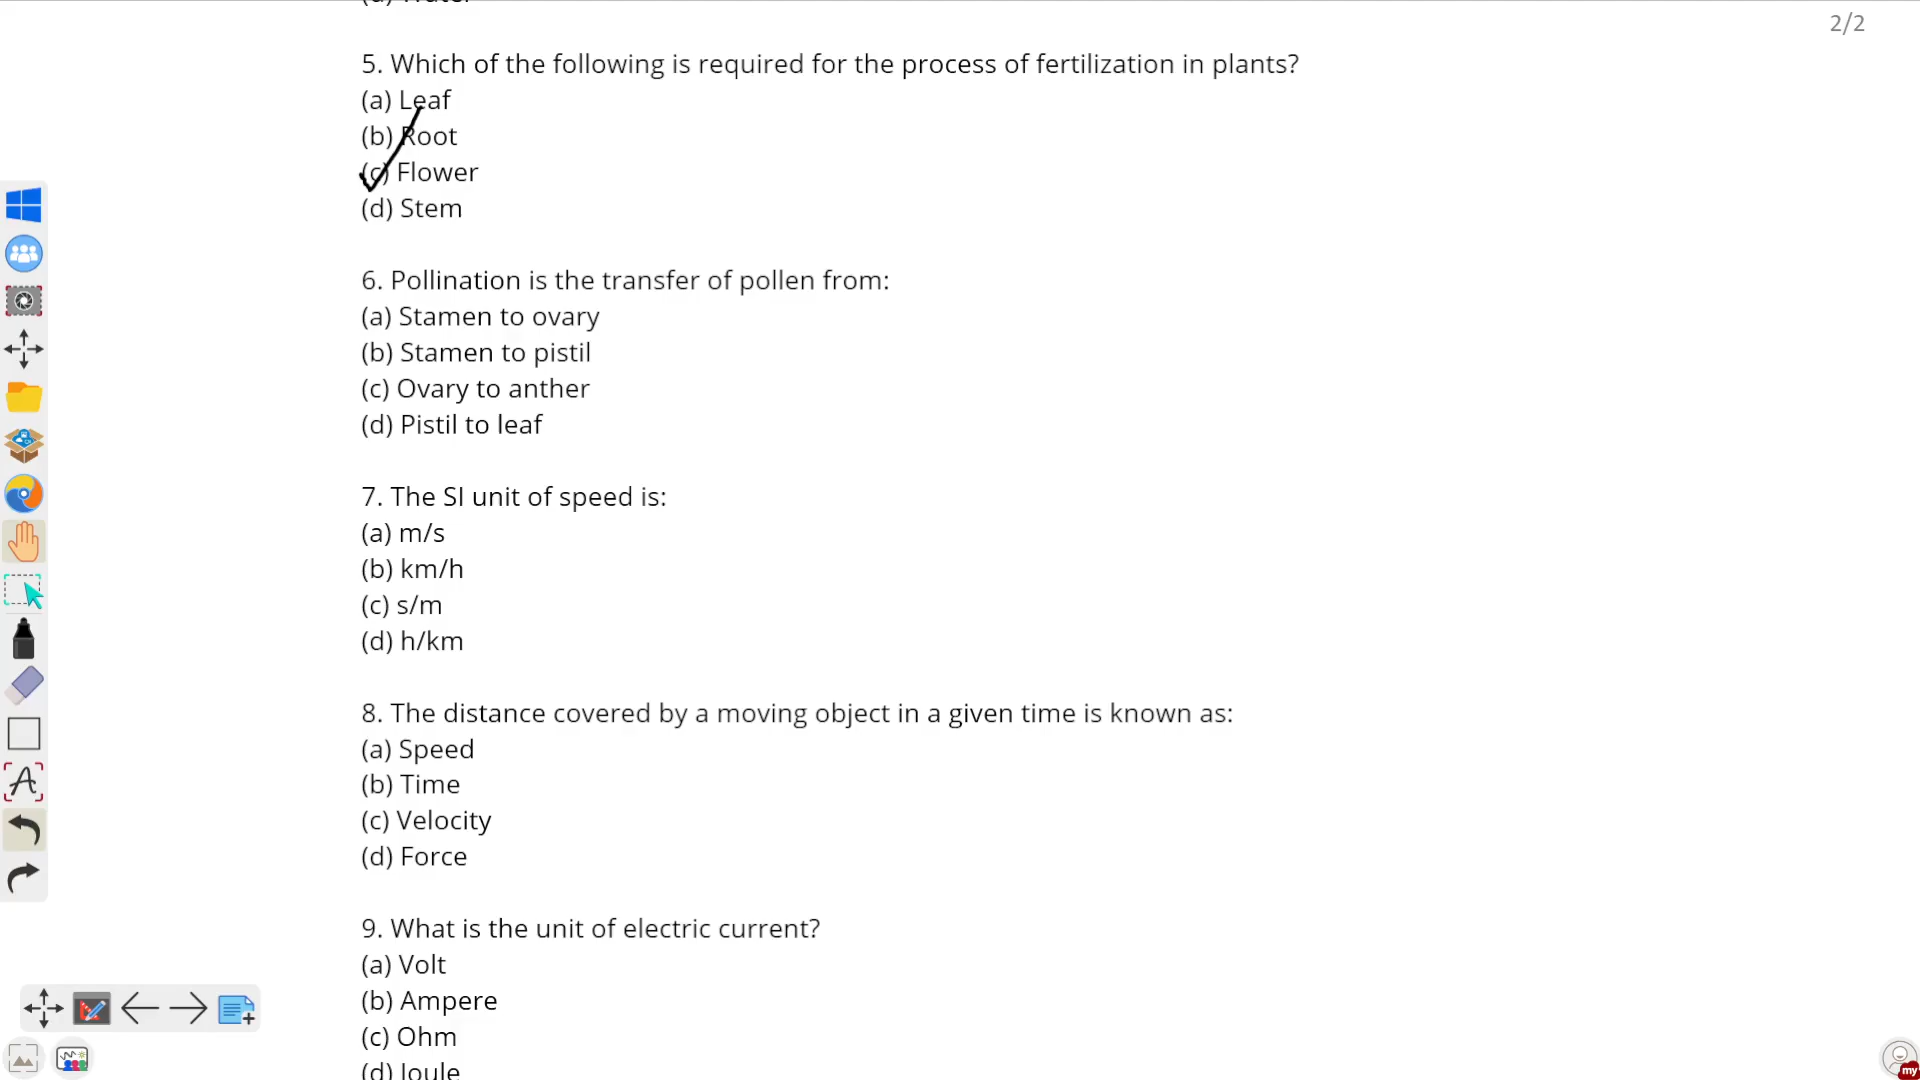 2/2
5. Which of the following is required for the process of fertilization in plants?
(a) Leaf
(b) Root
(c) Flower
(d) Stem
6. Pollination is the transfer of pollen from:
(a) Stamen to ovary
(b) Stamen to pistil
(c) Ovary to anther
(d) Pistil to leaf
7. The SI unit of speed is:
(a) m/s
(b) km/h
(c) s/m
(d) h/km
8. The distance covered by a moving object in a given time is known as:
(a) Speed
(b) Time
(c) Velocity
(d) Force
9. What is the unit of electric current?
(a) Volt
(b) Ampere
(c) Ohm
(d) Joule
my